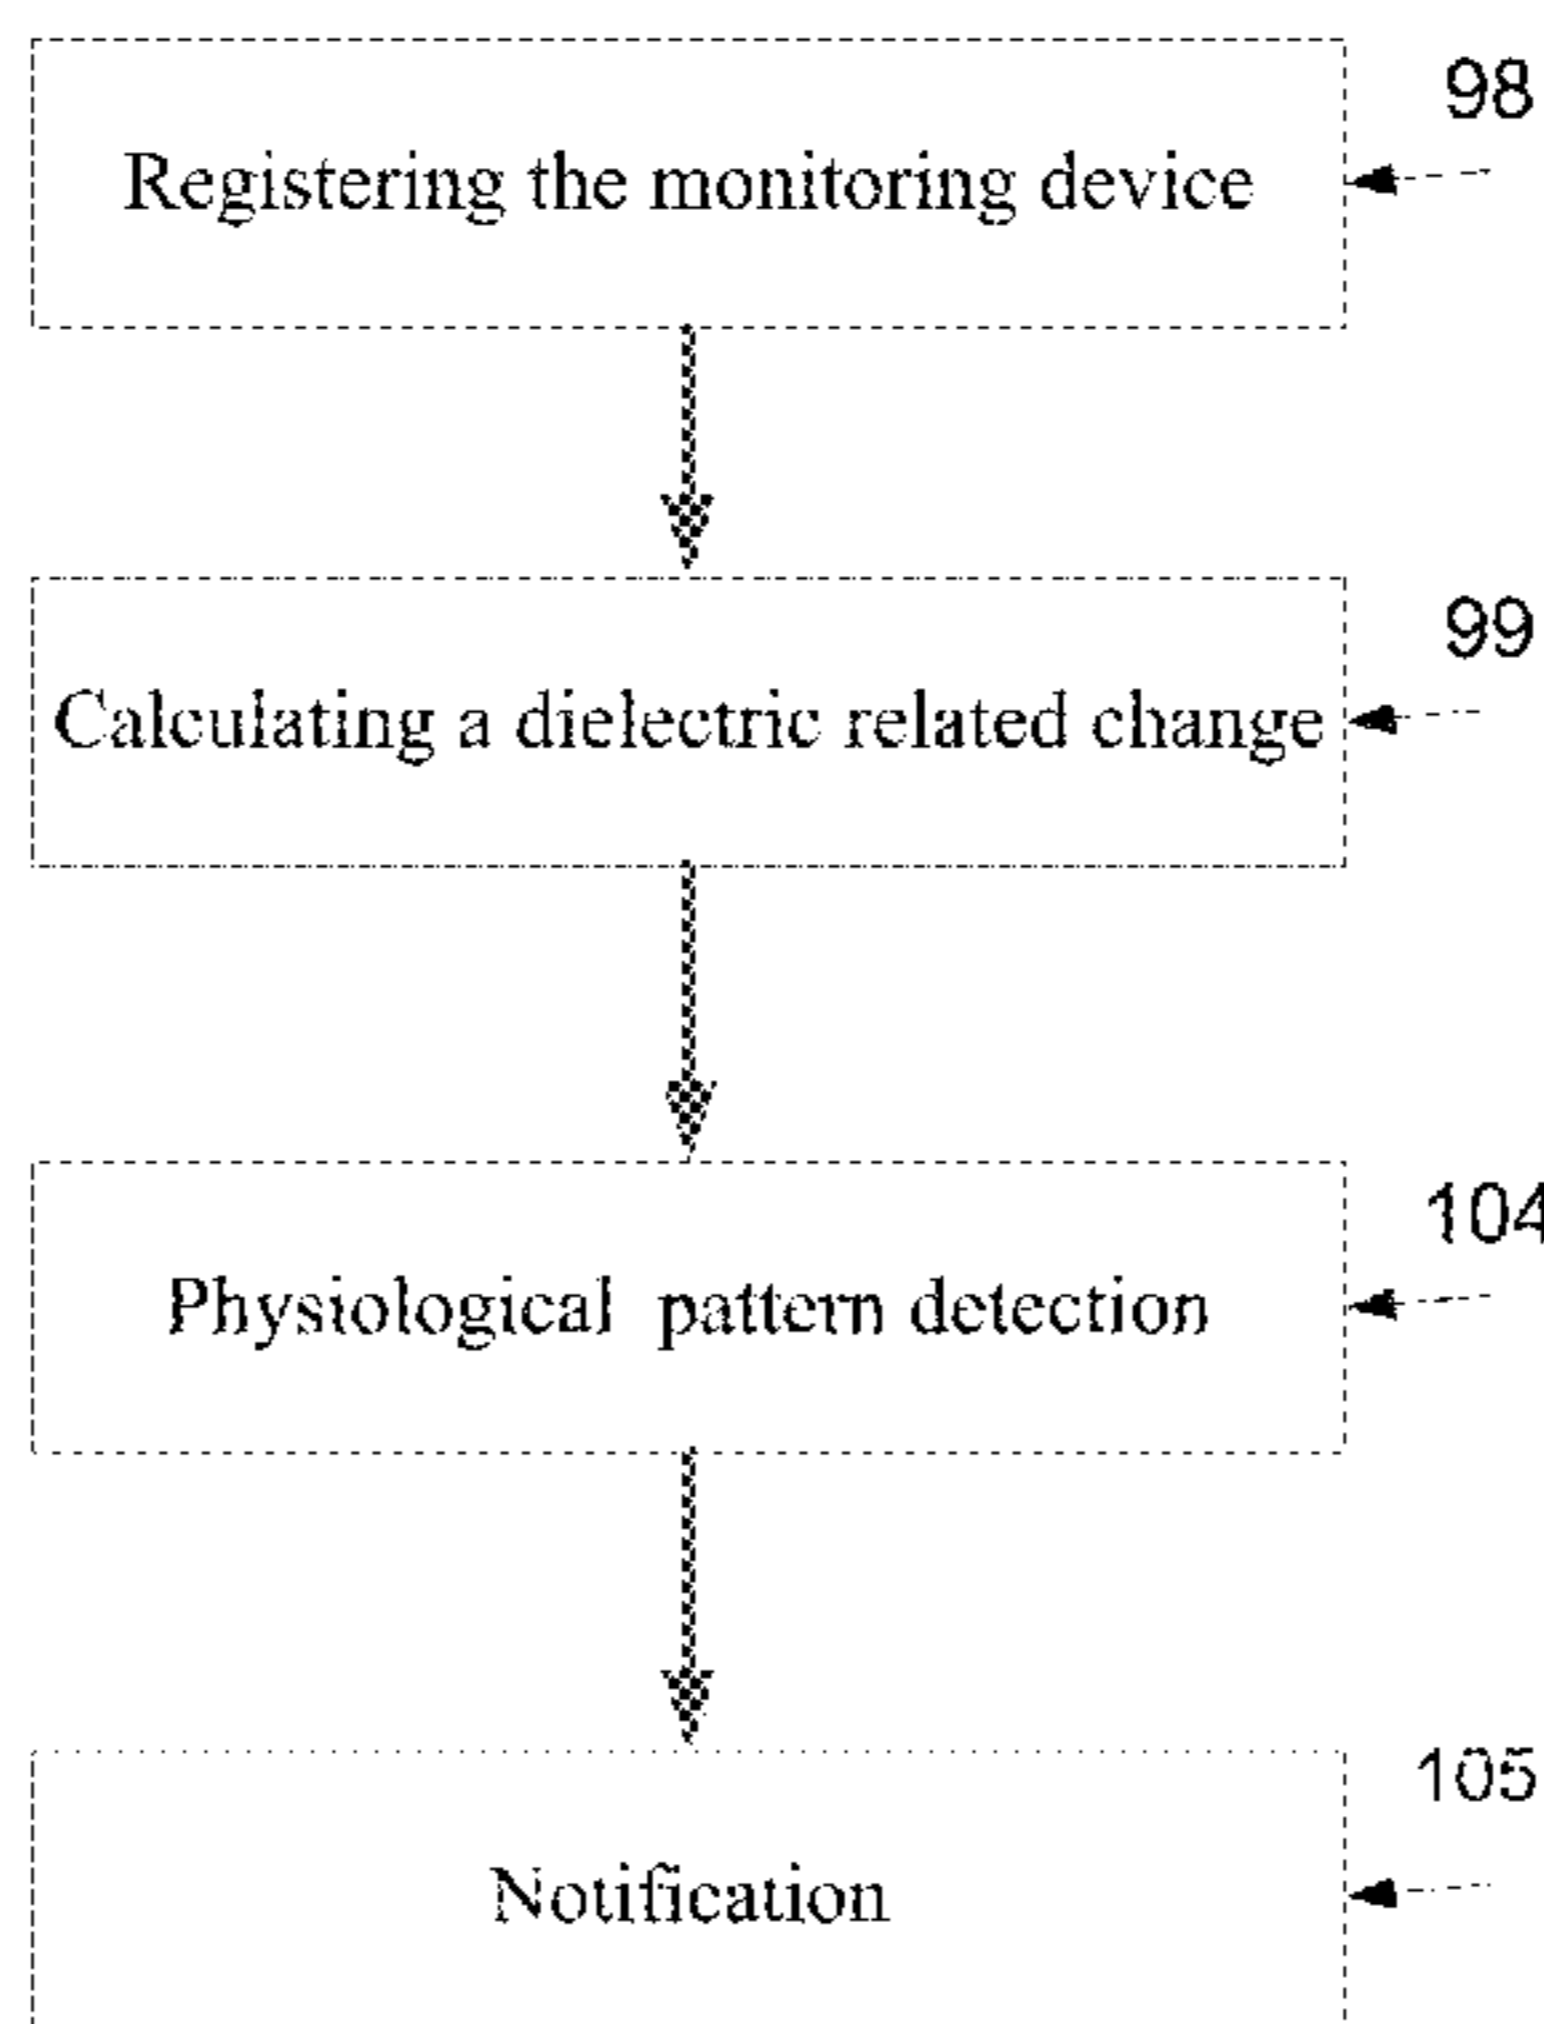 98
Registering the monitoring device
99
Calculating a dielectric related change
104
Physiological pattern detection
105
Notification